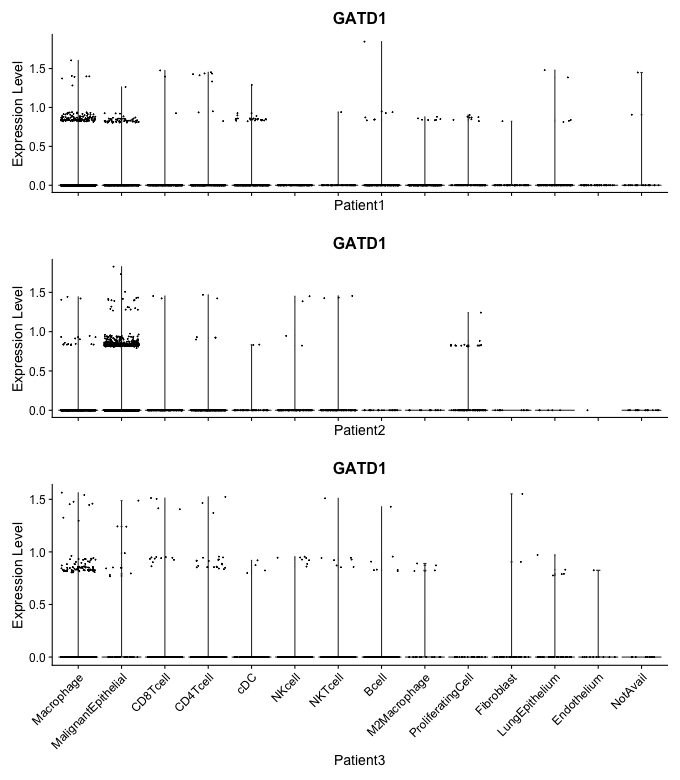 GATD1
Expression Level
1.5
1.0
0.5
0.0
Patient1
GATD1
Expression Level
1.5
1.0
0.5
0.0
Patient2
GATD1
Expression Level
1.5
1.0
0.5
0.0
Macrophage
MalignantEpithelial
CD8Tcell
CD4Tcell
cDC
NKcell
NKTcell
Bcell
M2Macrophage
ProliferatingCell
Fibroblast
LungEpithelium
Endothelium
NotAvail
Patient3